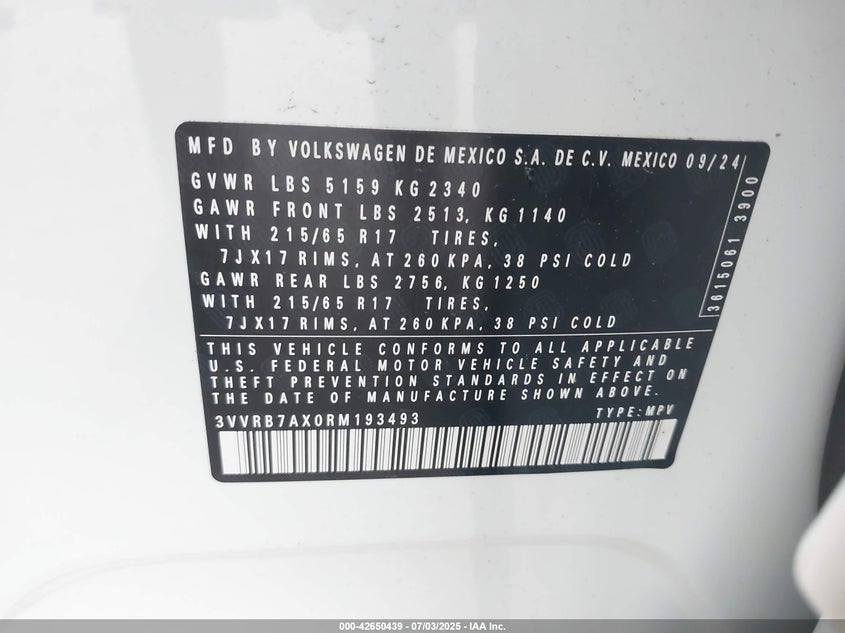 MFD BY VOLKSWAGEN DE MEXICO S.A. DE C.V. MEXICO 09/24
GVWR LBS 5159 KG 2340
GAWR FRONT LBS 2513, KG 1140
WITH 215/65 R17 TIRES,
7JX17 RIMS, AT 260 KPA, 38 PSI COLD
GAWR REAR LBS 2756, KG 1250
WITH 215/65 R17 TIRES,
7JX17 RIMS, AT 260 KPA, 38 PSI COLD
3615061 3900
THIS VEHICLE CONFORMS TO ALL APPLICABLE
U.S. FEDERAL MOTOR VEHICLE SAFETY AND
THEFT PREVENTION STANDARDS IN EFFECT ON
THE DATE OF MANUFACTURE SHOWN ABOVE.
3VVRB7AX0RM193493 TYPE: MPV
000-42650439 - 07/03/2025 - IAA Inc.